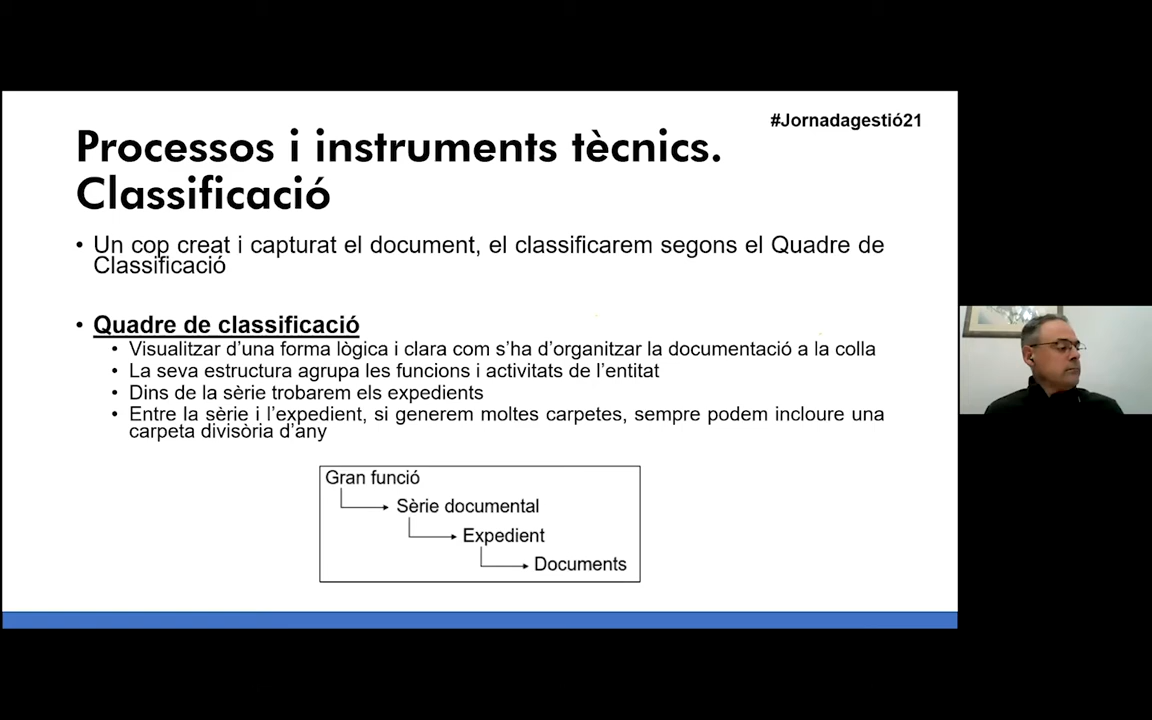 #Jornadagestió21
Processos i instruments tècnics.
Classificació
• Un cop creat i capturat el document, el classificarem segons el Quadre de
Classificació
• Quadre de classificació
• Visualitzar d’una forma lògica i clara com s’ha d’organitzar la documentació a la colla
• La seva estructura agrupa les funcions i activitats de l’entitat
• Dins de la sèrie trobarem els expedients
• Entre la sèrie i l’expedient, si generem moltes carpetes, sempre podem incloure una
carpeta divisòria d’any
Gran funció
Sèrie documental
Expedient
Documents